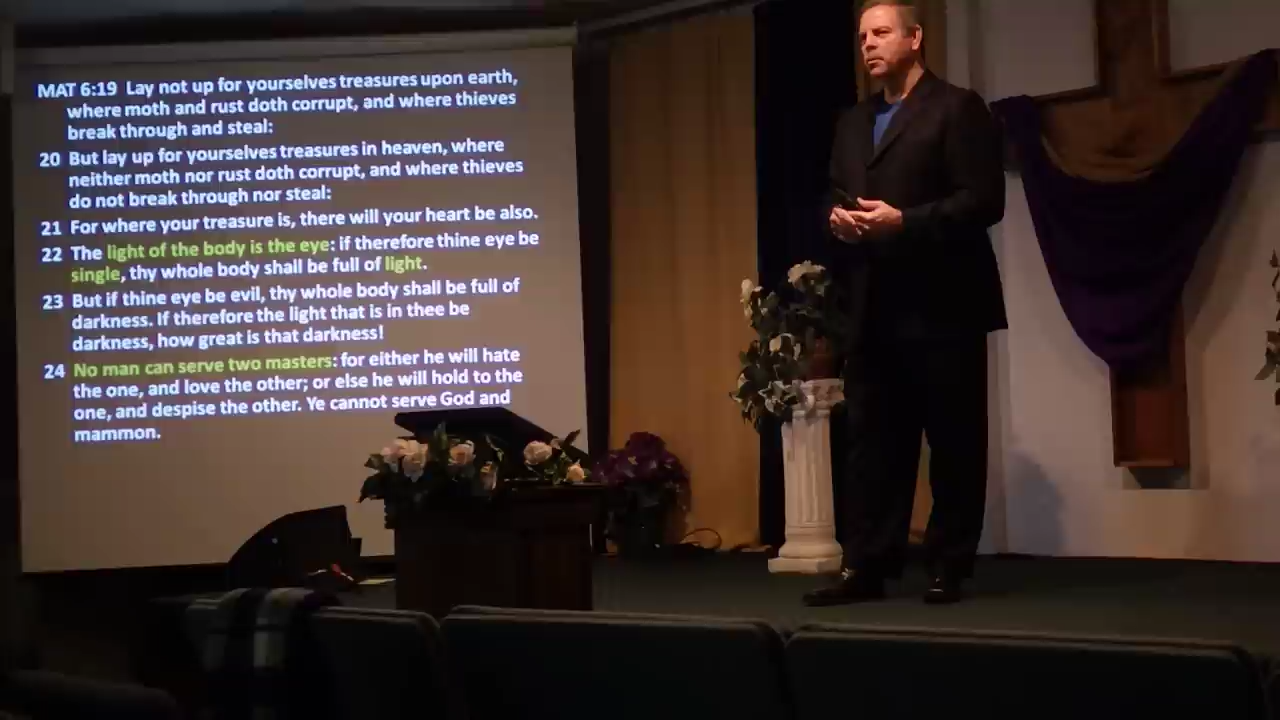 MAT 6:19 Lay not up for yourselves treasures upon earth,
where moth and rust doth corrupt, and where thieves
break through and steal:
20 But lay up for yourselves treasures in heaven, where
neither moth nor rust doth corrupt, and where thieves
do not break through nor steal:
21 For where your treasure is, there will your heart be also.
22 The light of the body is the eye: if therefore thine eye be
single, thy whole body shall be full of light.
23 But if thine eye be evil, thy whole body shall be full of
darkness. If therefore the light that is in thee be
darkness, how great is that darkness!
24 No man can serve two masters: for either he will hate
the one, and love the other; or else he will hold to the
one, and despise the other. Ye cannot serve God and
mammon.